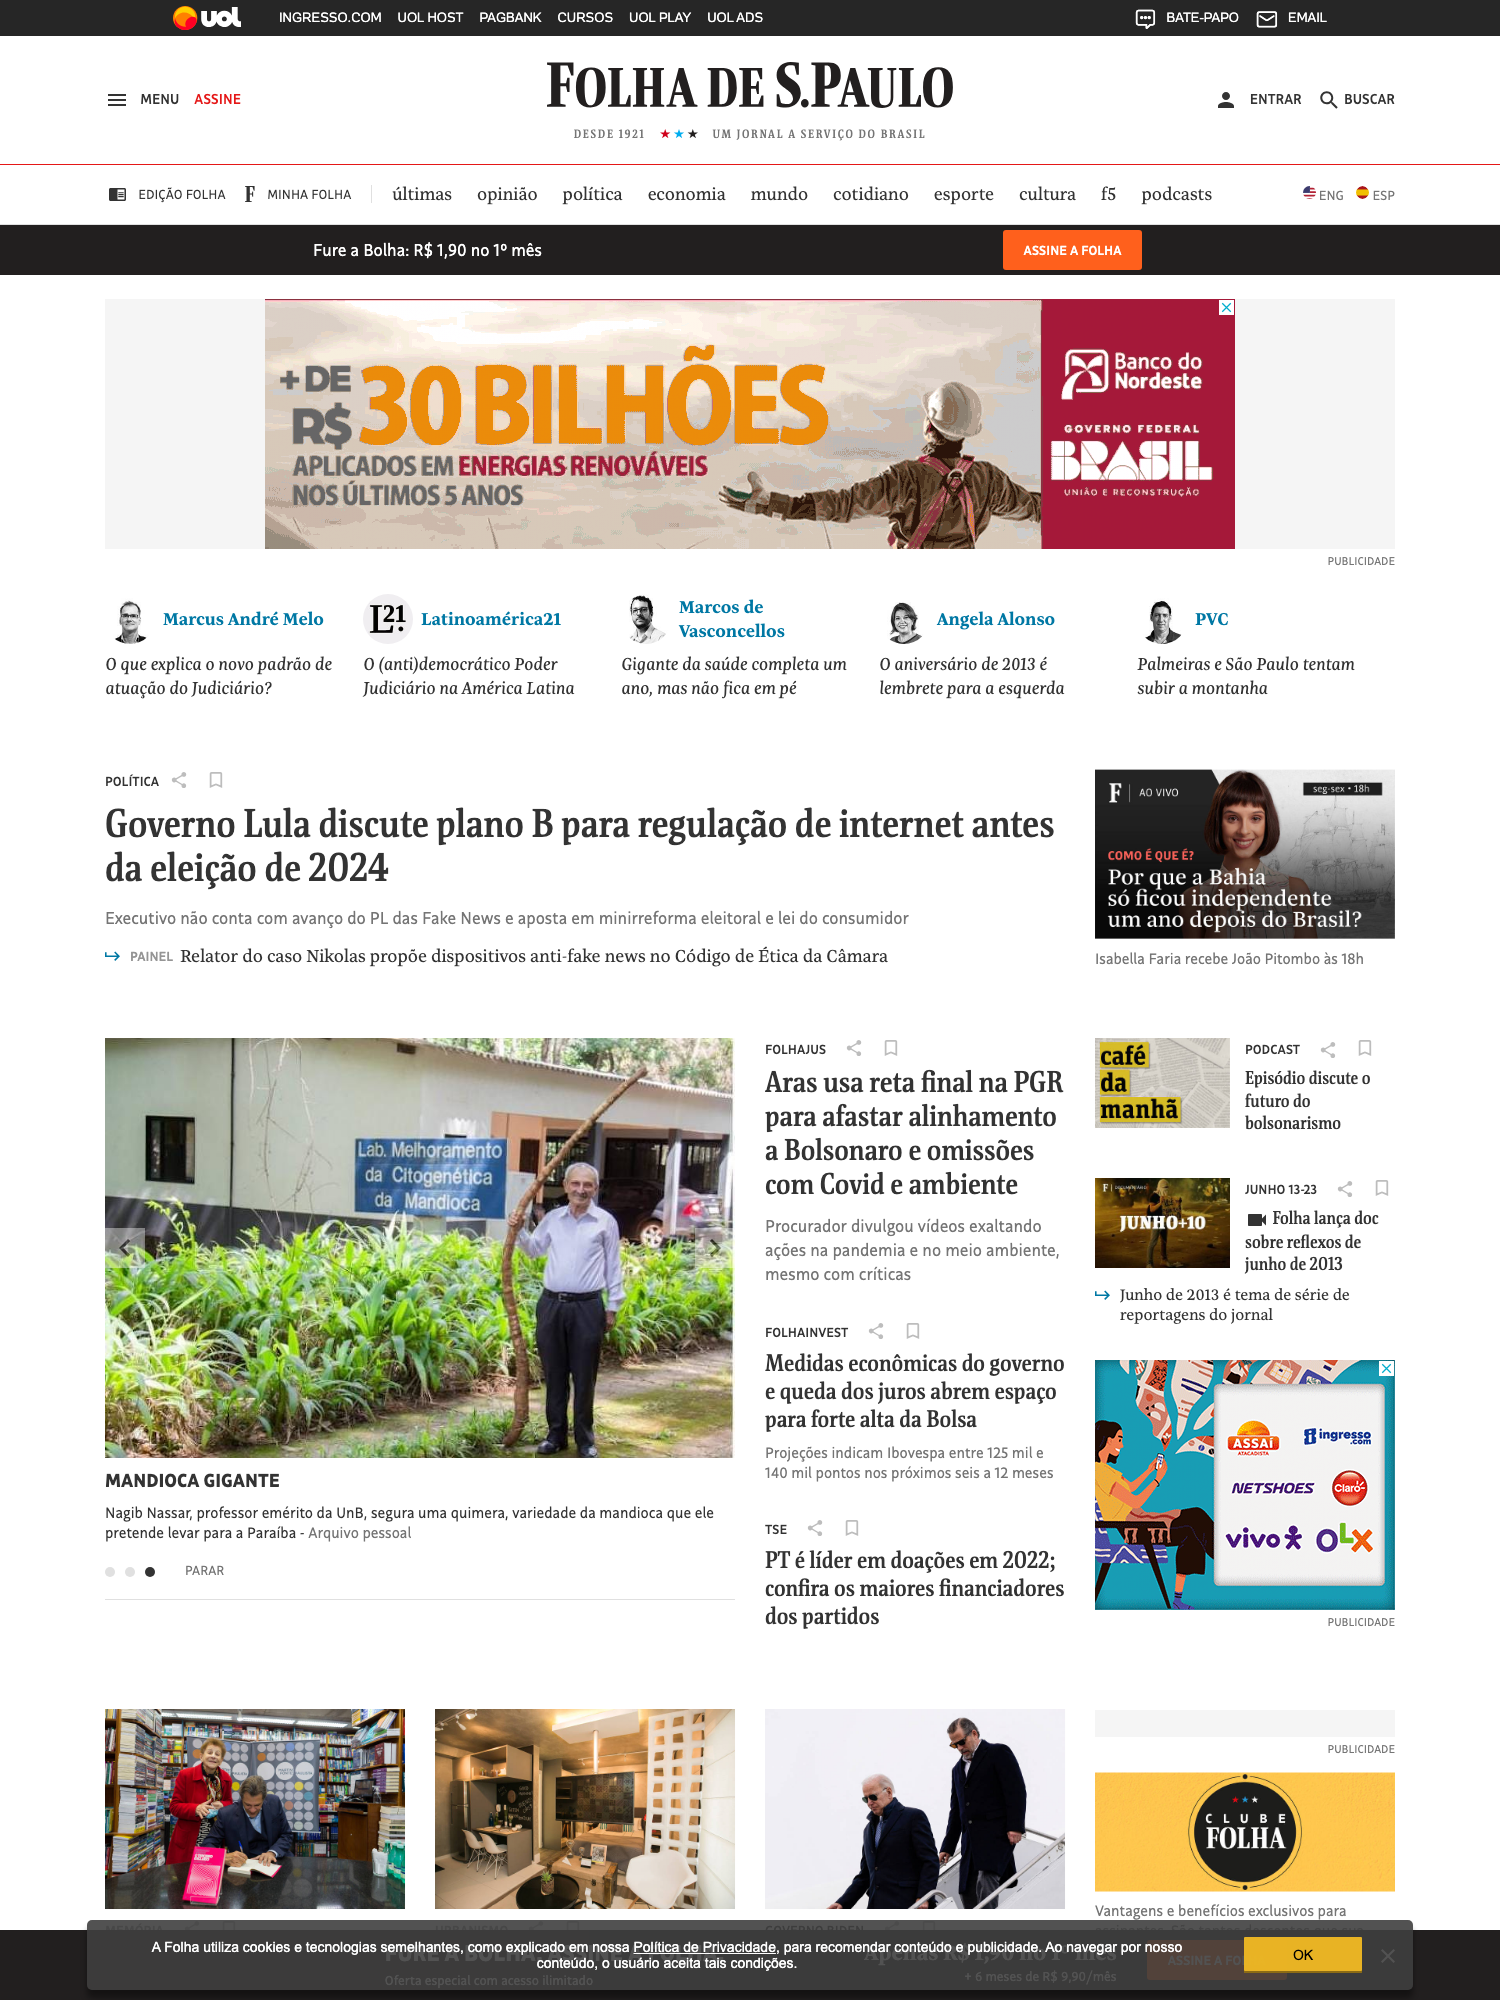 uol INGRESSO.COM UOL HOST PAGBANK CURSOS UOL PLAY UOL ADS BATE-PAPO EMAIL
MENU ASSINE FOLHA DE S.PAULO ENTRAR BUSCAR
DESDE 1921 ★★★ UM JORNAL A SERVIÇO DO BRASIL
EDIÇÃO FOLHA F MINHA FOLHA últimas opinião política economia mundo cotidiano esporte cultura f5 podcasts ENG ESP
Fure a Bolha: R$ 1,90 no 1º mês ASSINE A FOLHA
+ DE
R$ 30 BILHÕES
APLICADOS EM ENERGIAS RENOVÁVEIS
NOS ÚLTIMOS 5 ANOS
Banco do
Nordeste
GOVERNO FEDERAL
BRASIL
UNIÃO E RECONSTRUÇÃO
PUBLICIDADE
Marcus André Melo
O que explica o novo padrão de
atuação do Judiciário?
L21:
Latinoamérica21
O (anti)democrático Poder
Judiciário na América Latina
Marcos de
Vasconcellos
Gigante da saúde completa um
ano, mas não fica em pé
Angela Alonso
O aniversário de 2013 é
lembrete para a esquerda
PVC
Palmeiras e São Paulo tentam
subir a montanha
POLÍTICA
Governo Lula discute plano B para regulação de internet antes
da eleição de 2024
Executivo não conta com avanço do PL das Fake News e aposta em minirreforma eleitoral e lei do consumidor
PAINEL Relator do caso Nikolas propõe dispositivos anti-fake news no Código de Ética da Câmara
F AO VIVO seg-sex • 18h
COMO É QUE É?
Por que a Bahia
só ficou independente
um ano depois do Brasil?
Isabella Faria recebe João Pitombo às 18h
Lab. Melhoramento
da Citogenética
da Mandioca
MANDIOCA GIGANTE
Nagib Nassar, professor emérito da UnB, segura uma quimera, variedade da mandioca que ele
pretende levar para a Paraíba - Arquivo pessoal
PARAR
FOLHAJUS
Aras usa reta final na PGR
para afastar alinhamento
a Bolsonaro e omissões
com Covid e ambiente
Procurador divulgou vídeos exaltando
ações na pandemia e no meio ambiente,
mesmo com críticas
FOLHAINVEST
Medidas econômicas do governo
e queda dos juros abrem espaço
para forte alta da Bolsa
Projeções indicam Ibovespa entre 125 mil e
140 mil pontos nos próximos seis a 12 meses
TSE
PT é líder em doações em 2022;
confira os maiores financiadores
dos partidos
café
da
manhã
PODCAST
Episódio discute o
futuro do
bolsonarismo
JUNHO+10
JUNHO 13-23
Folha lança doc
sobre reflexos de
junho de 2013
Junho de 2013 é tema de série de
reportagens do jornal
ASSAÍ
ATACADISTA
ingresso
.com
NETSHOES
Claro
vivo
OLX
PUBLICIDADE
PUBLICIDADE
CLUBE
FOLHA
Vantagens e benefícios exclusivos para
A Folha utiliza cookies e tecnologias semelhantes, como explicado em nossa Política de Privacidade, para recomendar conteúdo e publicidade. Ao navegar por nosso
conteúdo, o usuário aceita tais condições.
OK
Oferta especial com acesso ilimitado
+ 6 meses de R$ 9,90/mês